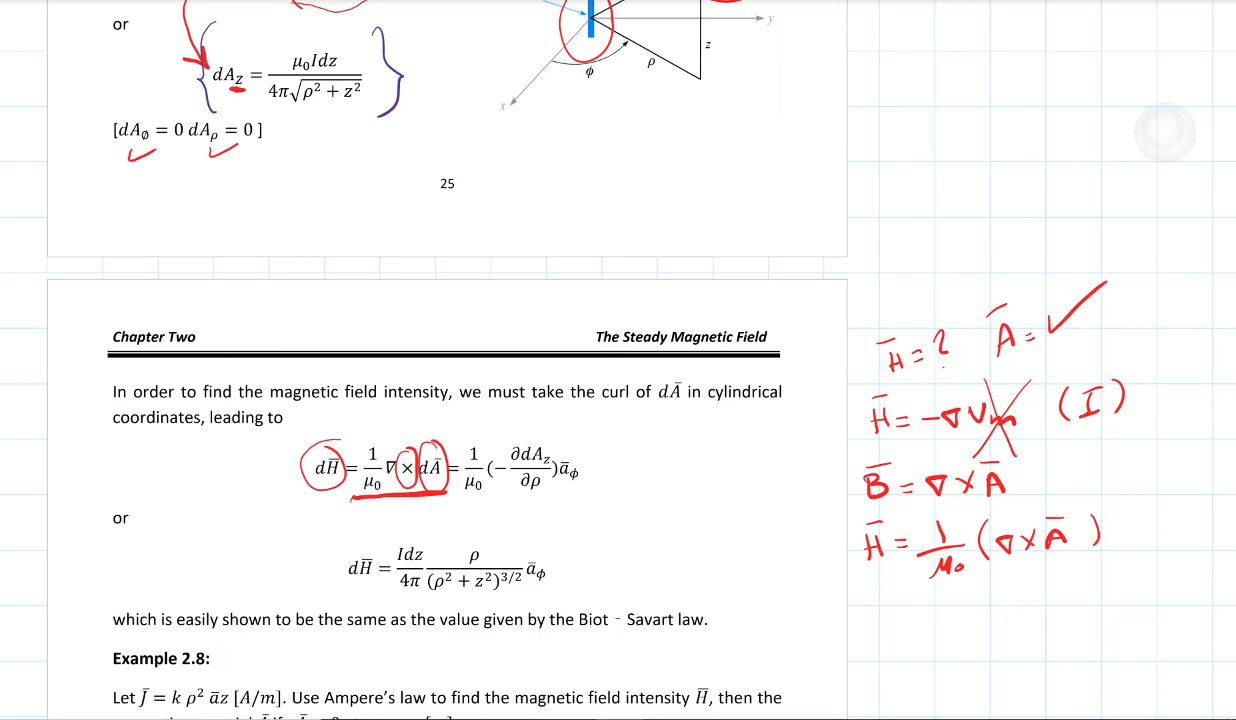 or
y
z
dA_z = μ₀Idz / 4π√(ρ² + z²)
ϕ
ρ
x
[dA_ø = 0 dA_ρ = 0 ]
25
Chapter Two The Steady Magnetic Field
In order to find the magnetic field intensity, we must take the curl of dĀ in cylindrical
coordinates, leading to
dH̅ = 1/μ₀ ∇ × dĀ = 1/μ₀ (− ∂dA_z/∂ρ) ā_ϕ
or
dH̅ = Idz/4π ρ/(ρ² + z²)^3/2 ā_ϕ
which is easily shown to be the same as the value given by the Biot - Savart law.
Example 2.8:
Let J̅ = k ρ² āz [A/m]. Use Ampere’s law to find the magnetic field intensity H̅, then the
H̅ = ? Ā = ✓
H̅ = -∇Vm (I)
B̅ = ∇ × Ā
H̅ = 1/μ₀ (∇ × Ā )